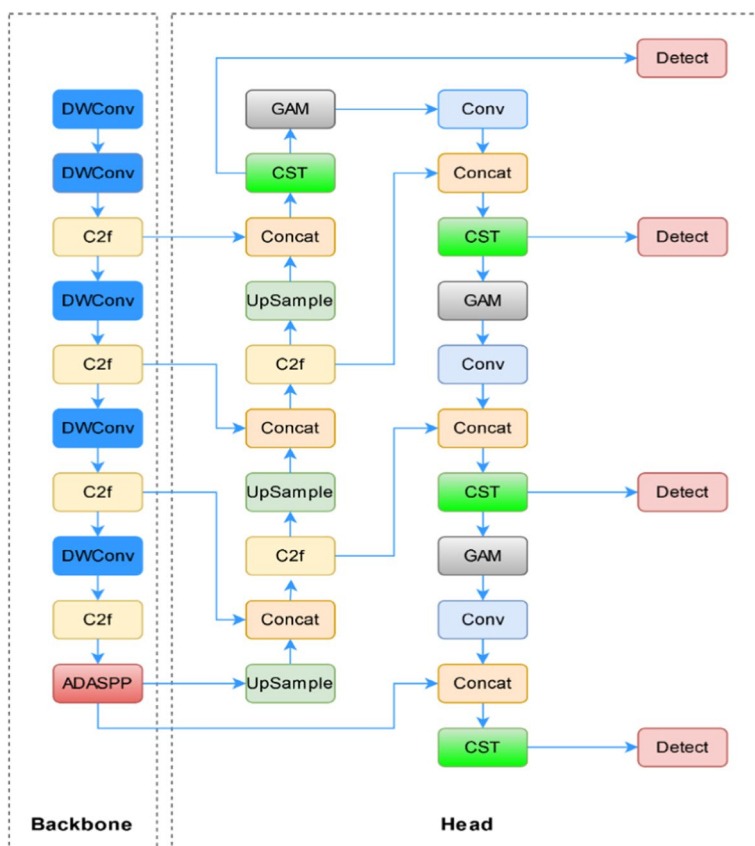 DWConv
DWConv
C2f
DWConv
C2f
DWConv
C2f
DWConv
C2f
ADASPP
Backbone
GAM
CST
Concat
UpSample
C2f
Concat
UpSample
C2f
Concat
UpSample
Conv
Concat
CST
GAM
Conv
Concat
CST
GAM
Conv
Concat
CST
Detect
Detect
Detect
Detect
Head